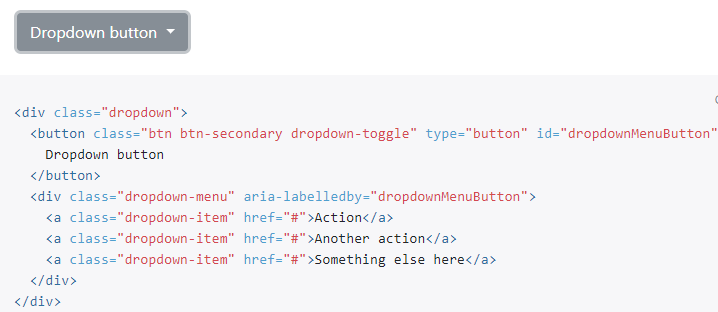 Dropdown button
<div class="dropdown">
  <button class="btn btn-secondary dropdown-toggle" type="button" id="dropdownMenuButton"
    Dropdown button
  </button>
  <div class="dropdown-menu" aria-labelledby="dropdownMenuButton">
    <a class="dropdown-item" href="#">Action</a>
    <a class="dropdown-item" href="#">Another action</a>
    <a class="dropdown-item" href="#">Something else here</a>
  </div>
</div>